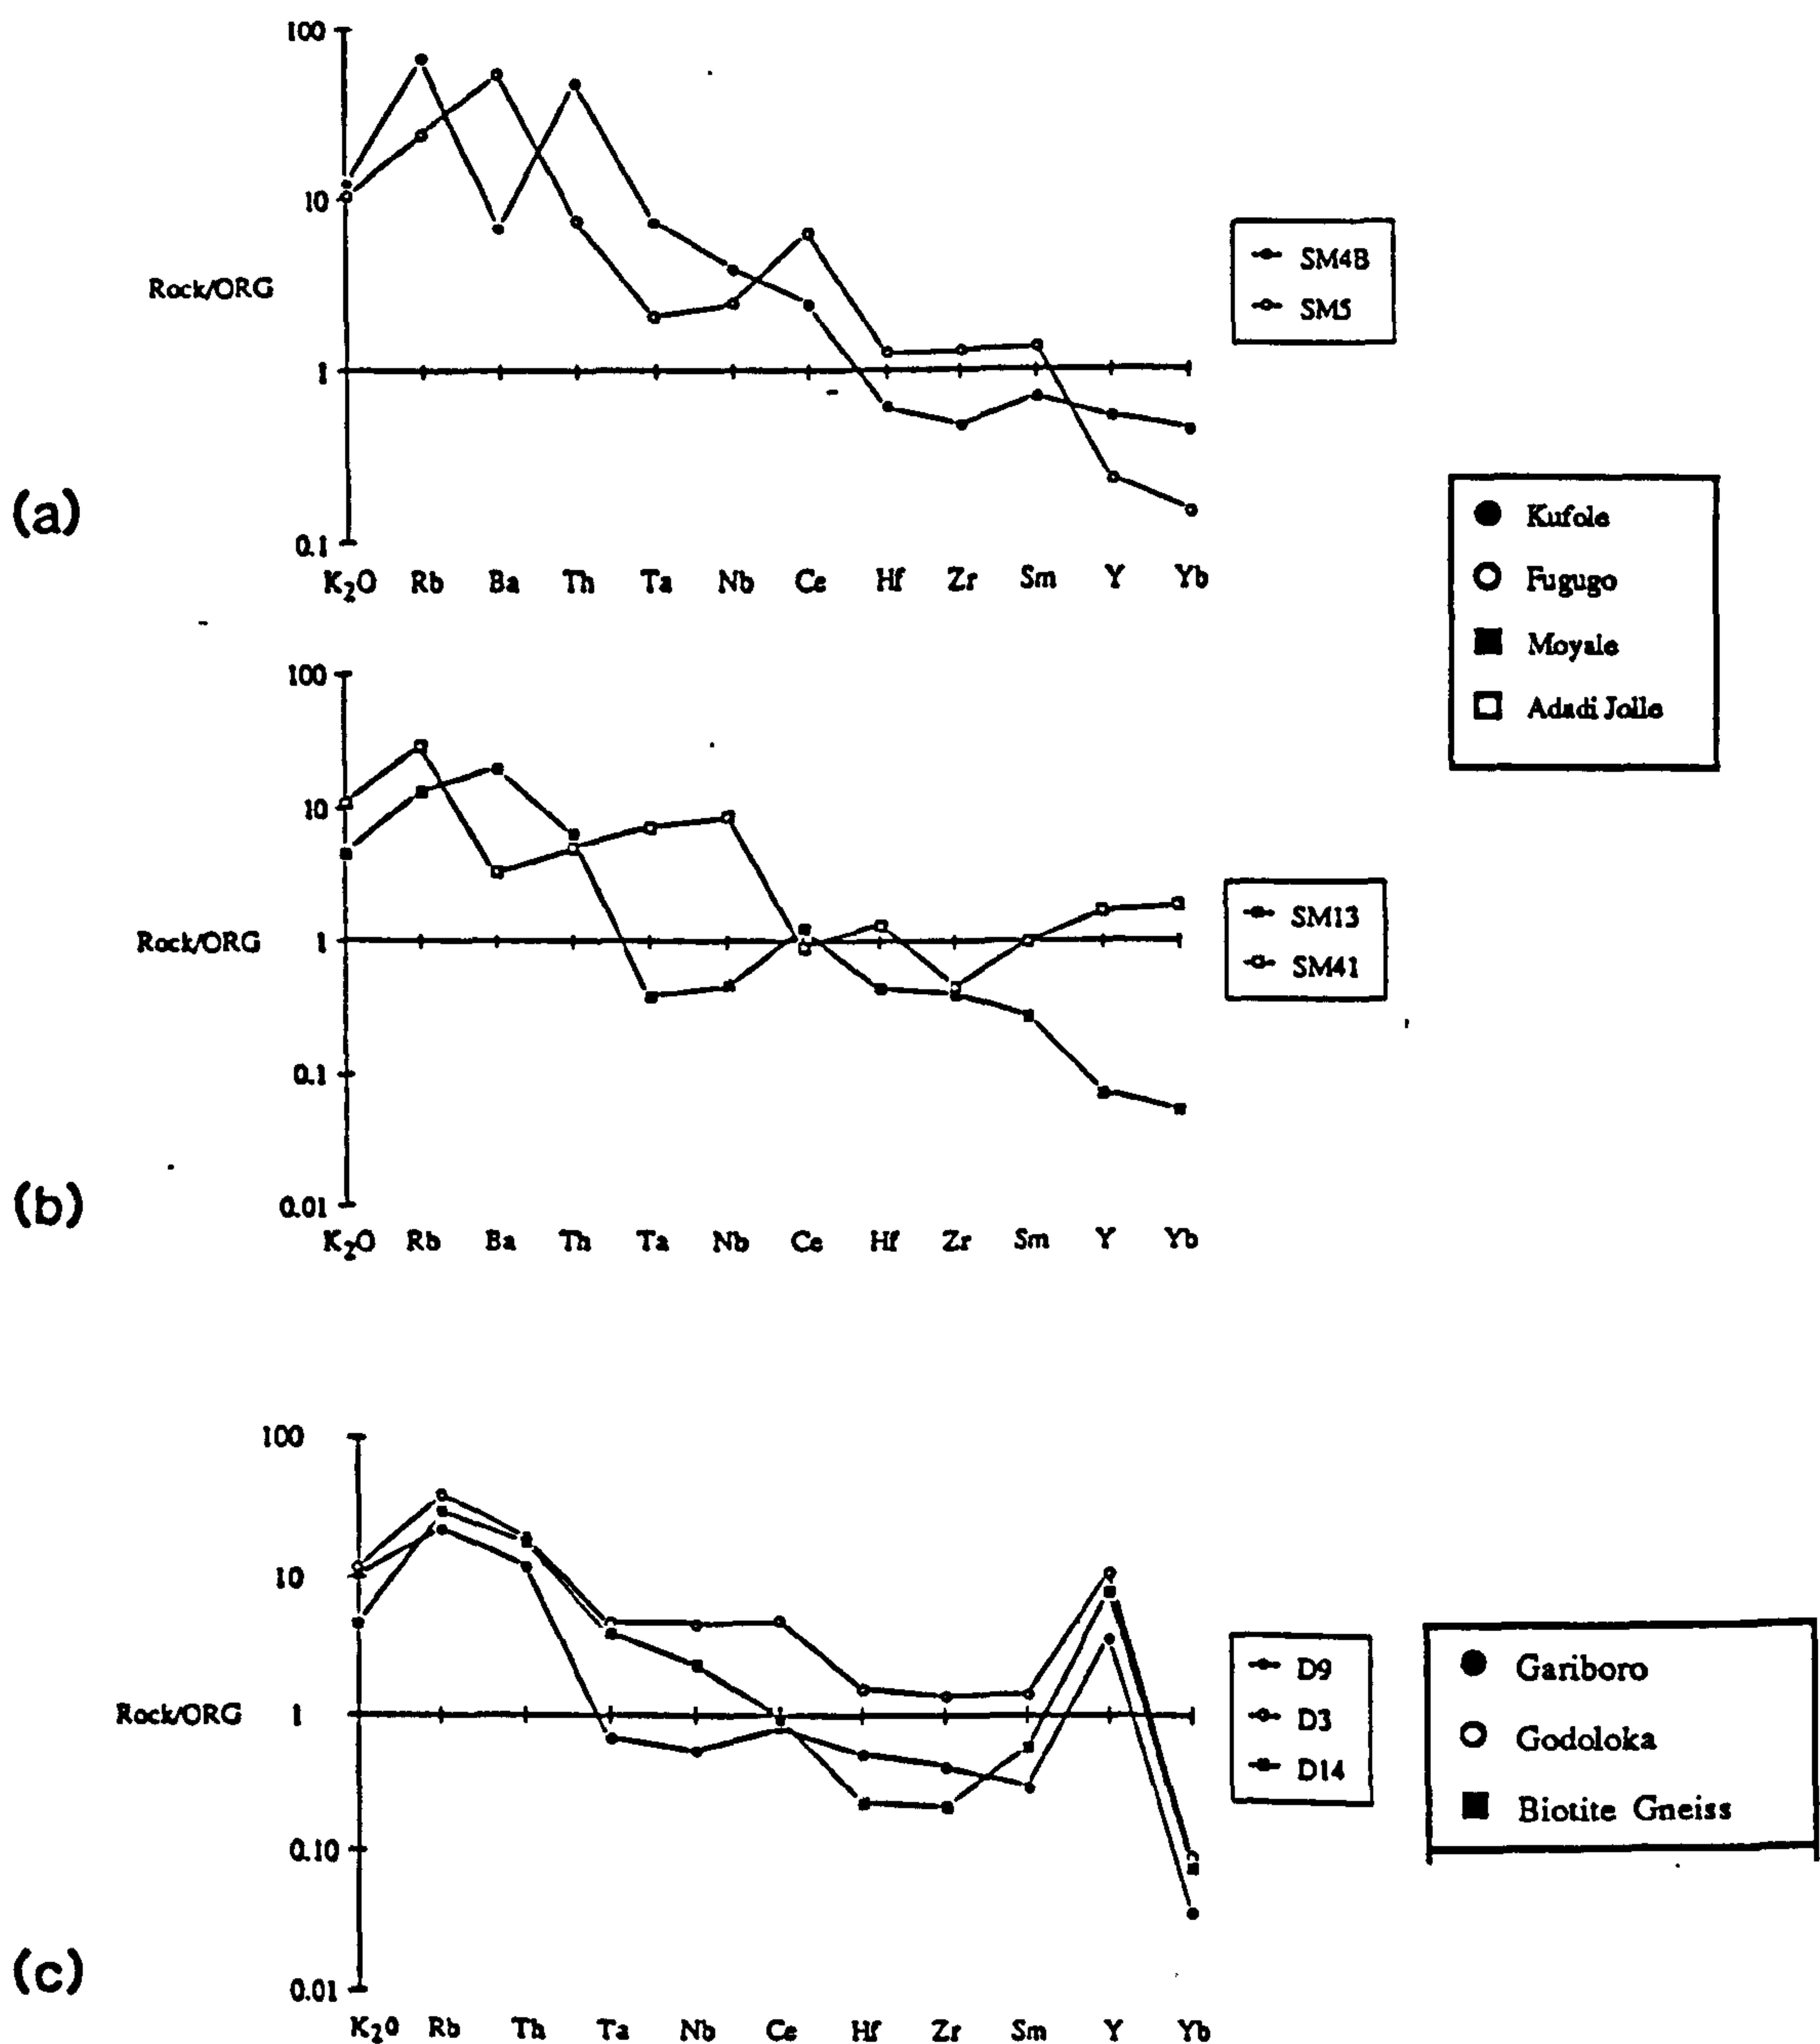 100
10
Rock/ORG
1
0.1
K₂O Rb Ba Th Ta Nb Ce Hf Zr Sm Y Yb
SM4B
SM5
(a)
Kufole
Fugugo
Moyale
Adadi Jolle
100
10
Rock/ORG
1
0.1
0.01
K₂O Rb Ba Th Ta Nb Ce Hf Zr Sm Y Yb
SM13
SM41
(b)
100
10
Rock/ORG 1
0.10
0.01
K₂O Rb Th Ta Nb Ce Hf Zr Sm Y Yb
D9
D3
D14
Gariboro
Godoloka
Biotite Gneiss
(c)